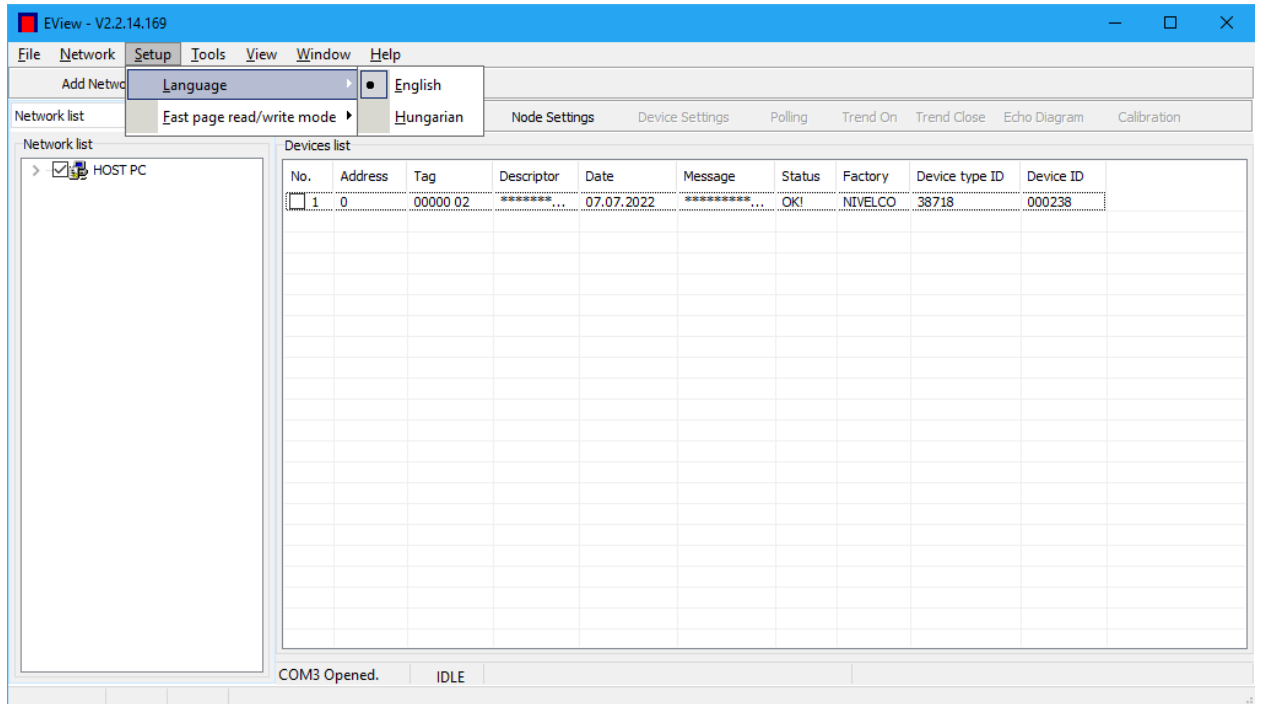 EView - V2.2.14.169
File Network Setup Tools View Window Help
Add Netwo
Language
English
Fast page read/write mode
Hungarian
Network list
Node Settings Device Settings Polling Trend On Trend Close Echo Diagram Calibration
Network list
HOST PC
Devices list
No. Address Tag Descriptor Date Message Status Factory Device type ID Device ID
1 0 00000 02 *******... 07.07.2022 *********... OK! NIVELCO 38718 000238
COM3 Opened. IDLE